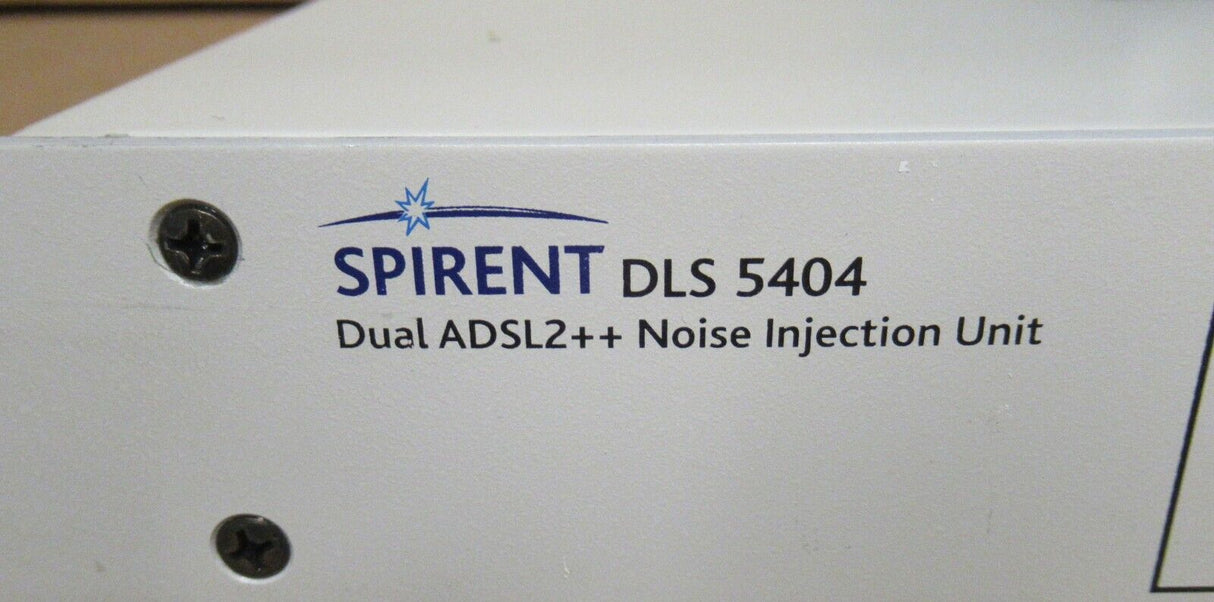 SPIRENT DLS 5404
Dual ADSL2++ Noise Injection Unit